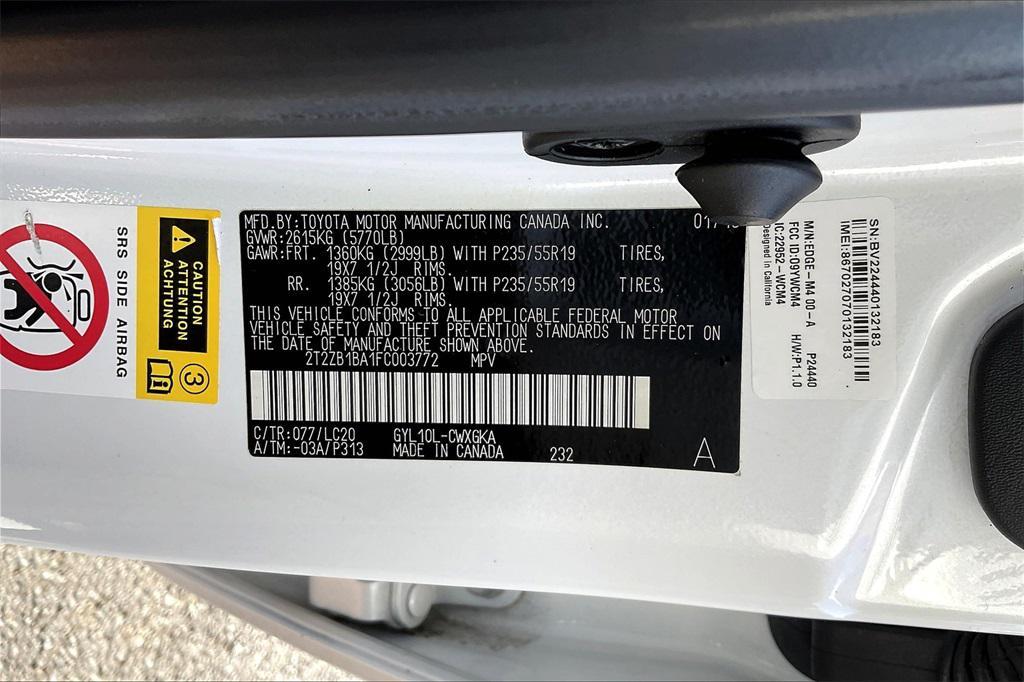 SRS SIDE AIRBAG
CAUTION
ATTENTION
ACHTUNG
3
MFD.BY:TOYOTA MOTOR MANUFACTURING CANADA INC.
GVWR:2615KG (5770LB)
GAWR:FRT. 1360KG (2999LB) WITH P235/55R19 TIRES,
19X7 1/2J RIMS.
RR. 1385KG (3056LB) WITH P235/55R19 TIRES,
19X7 1/2J RIMS.
THIS VEHICLE CONFORMS TO ALL APPLICABLE FEDERAL MOTOR
VEHICLE SAFETY AND THEFT PREVENTION STANDARDS IN EFFECT ON
THE DATE OF MANUFACTURE SHOWN ABOVE.
2T2ZB1BA1FC003772 MPV
C/TR:077/LC20 GYL10L-CWXGKA
A/TM:-03A/P313 MADE IN CANADA 232
A
SN:BV224440132183
IMEI:867027070132183
M/N:EDGE-M4 00-A P24440
FCC ID:O9YWCM4 H/W:P1.1.0
IC:22952-WCM4
Designed in California